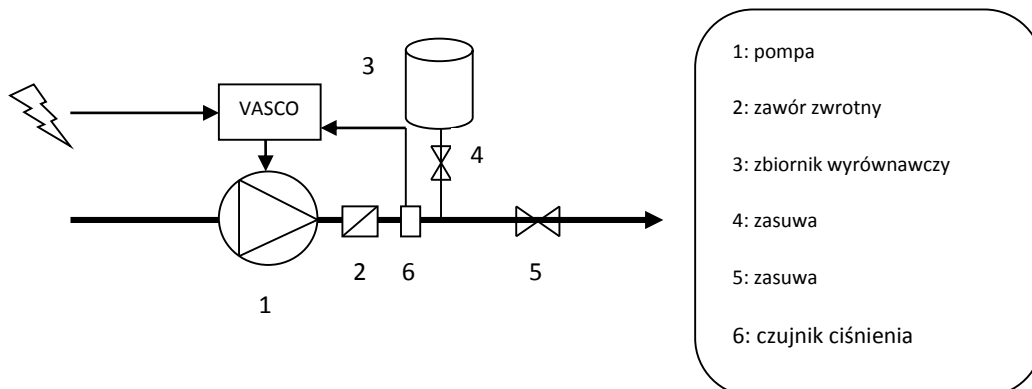 3
VASCO
4
2
6
5
1
1: pompa
2: zawór zwrotny
3: zbiornik wyrównawczy
4: zasuwa
5: zasuwa
6: czujnik ciśnienia